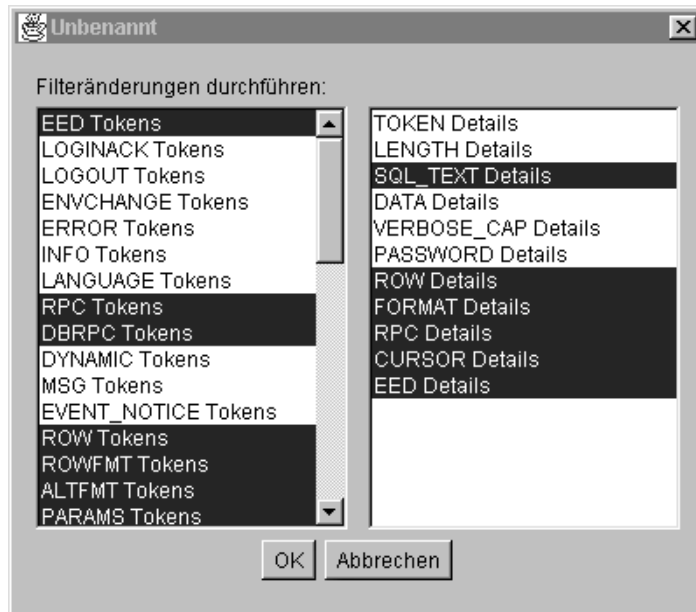 Unbenannt
Filteränderungen durchführen:
EED Tokens
LOGINACK Tokens
LOGOUT Tokens
ENVCHANGE Tokens
ERROR Tokens
INFO Tokens
LANGUAGE Tokens
RPC Tokens
DBRPC Tokens
DYNAMIC Tokens
MSG Tokens
EVENT_NOTICE Tokens
ROW Tokens
ROWFMT Tokens
ALTFMT Tokens
PARAMS Tokens
TOKEN Details
LENGTH Details
SQL_TEXT Details
DATA Details
VERBOSE_CAP Details
PASSWORD Details
ROW Details
FORMAT Details
RPC Details
CURSOR Details
EED Details
OK
Abbrechen